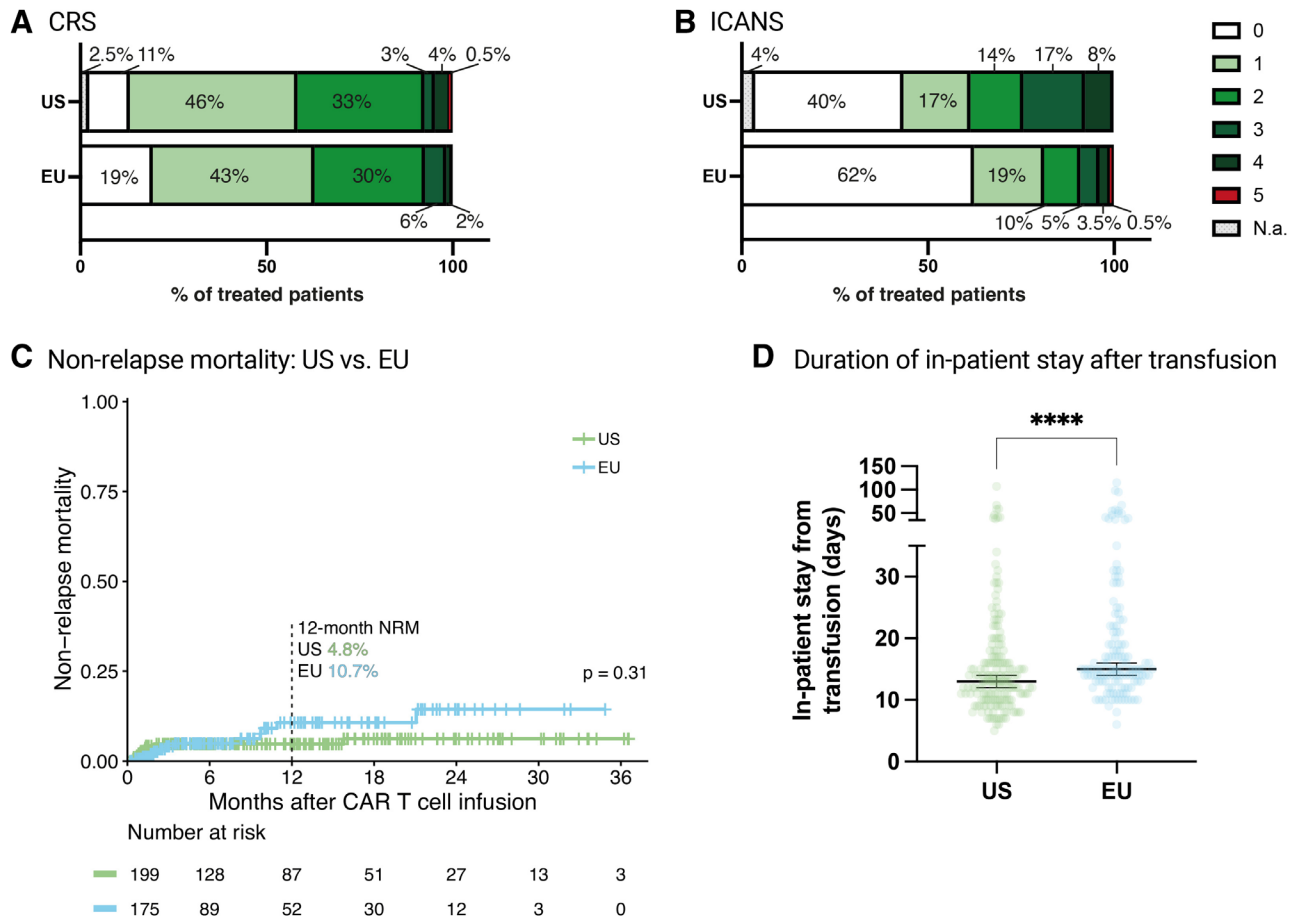 A CRS
2.5% 11% 3% 4% 0.5%
US 46% 33%
EU 19% 43% 30%
6% 2%
0 50 100
% of treated patients
B ICANS
4% 14% 17% 8%
US 40% 17%
EU 62% 19%
10% 5% 3.5% 0.5%
0 50 100
% of treated patients
0
1
2
3
4
5
N.a.
C Non-relapse mortality: US vs. EU
Non−relapse mortality
1.00
0.75
0.50
0.25
0.00
US
EU
12-month NRM
US 4.8%
EU 10.7%
p = 0.31
0 6 12 18 24 30 36
Months after CAR T cell infusion
Number at risk
199 128 87 51 27 13 3
175 89 52 30 12 3 0
D Duration of in-patient stay after transfusion
****
In-patient stay from
transfusion (days)
150
100
50
30
20
10
0
US EU